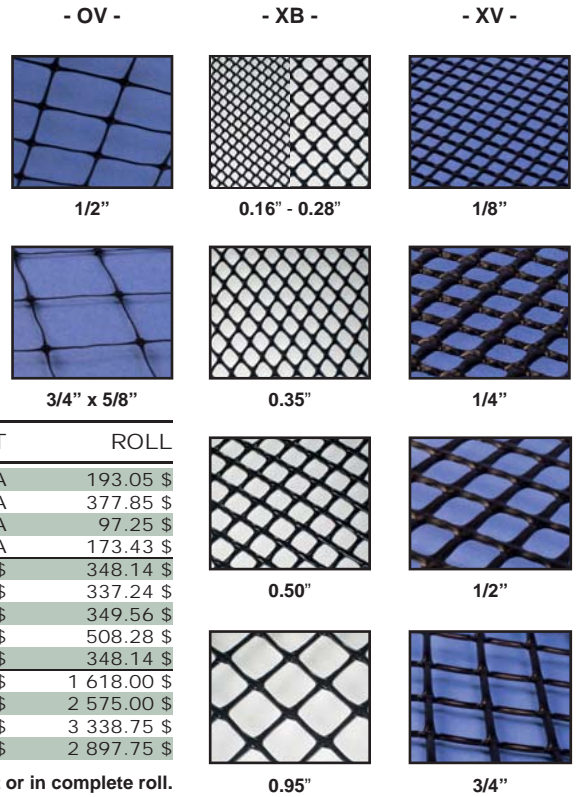 - OV -
- XB -
- XV -
1/2”
0.16" - 0.28”
1/8”
3/4” x 5/8”
0.35”
1/4”
T ROLL
A 193.05 $
A 377.85 $
A 97.25 $
A 173.43 $
$ 348.14 $
$ 337.24 $
$ 349.56 $
$ 508.28 $
$ 348.14 $
$ 1 618.00 $
$ 2 575.00 $
$ 3 338.75 $
$ 2 897.75 $
or in complete roll.
0.50”
1/2”
0.95”
3/4”